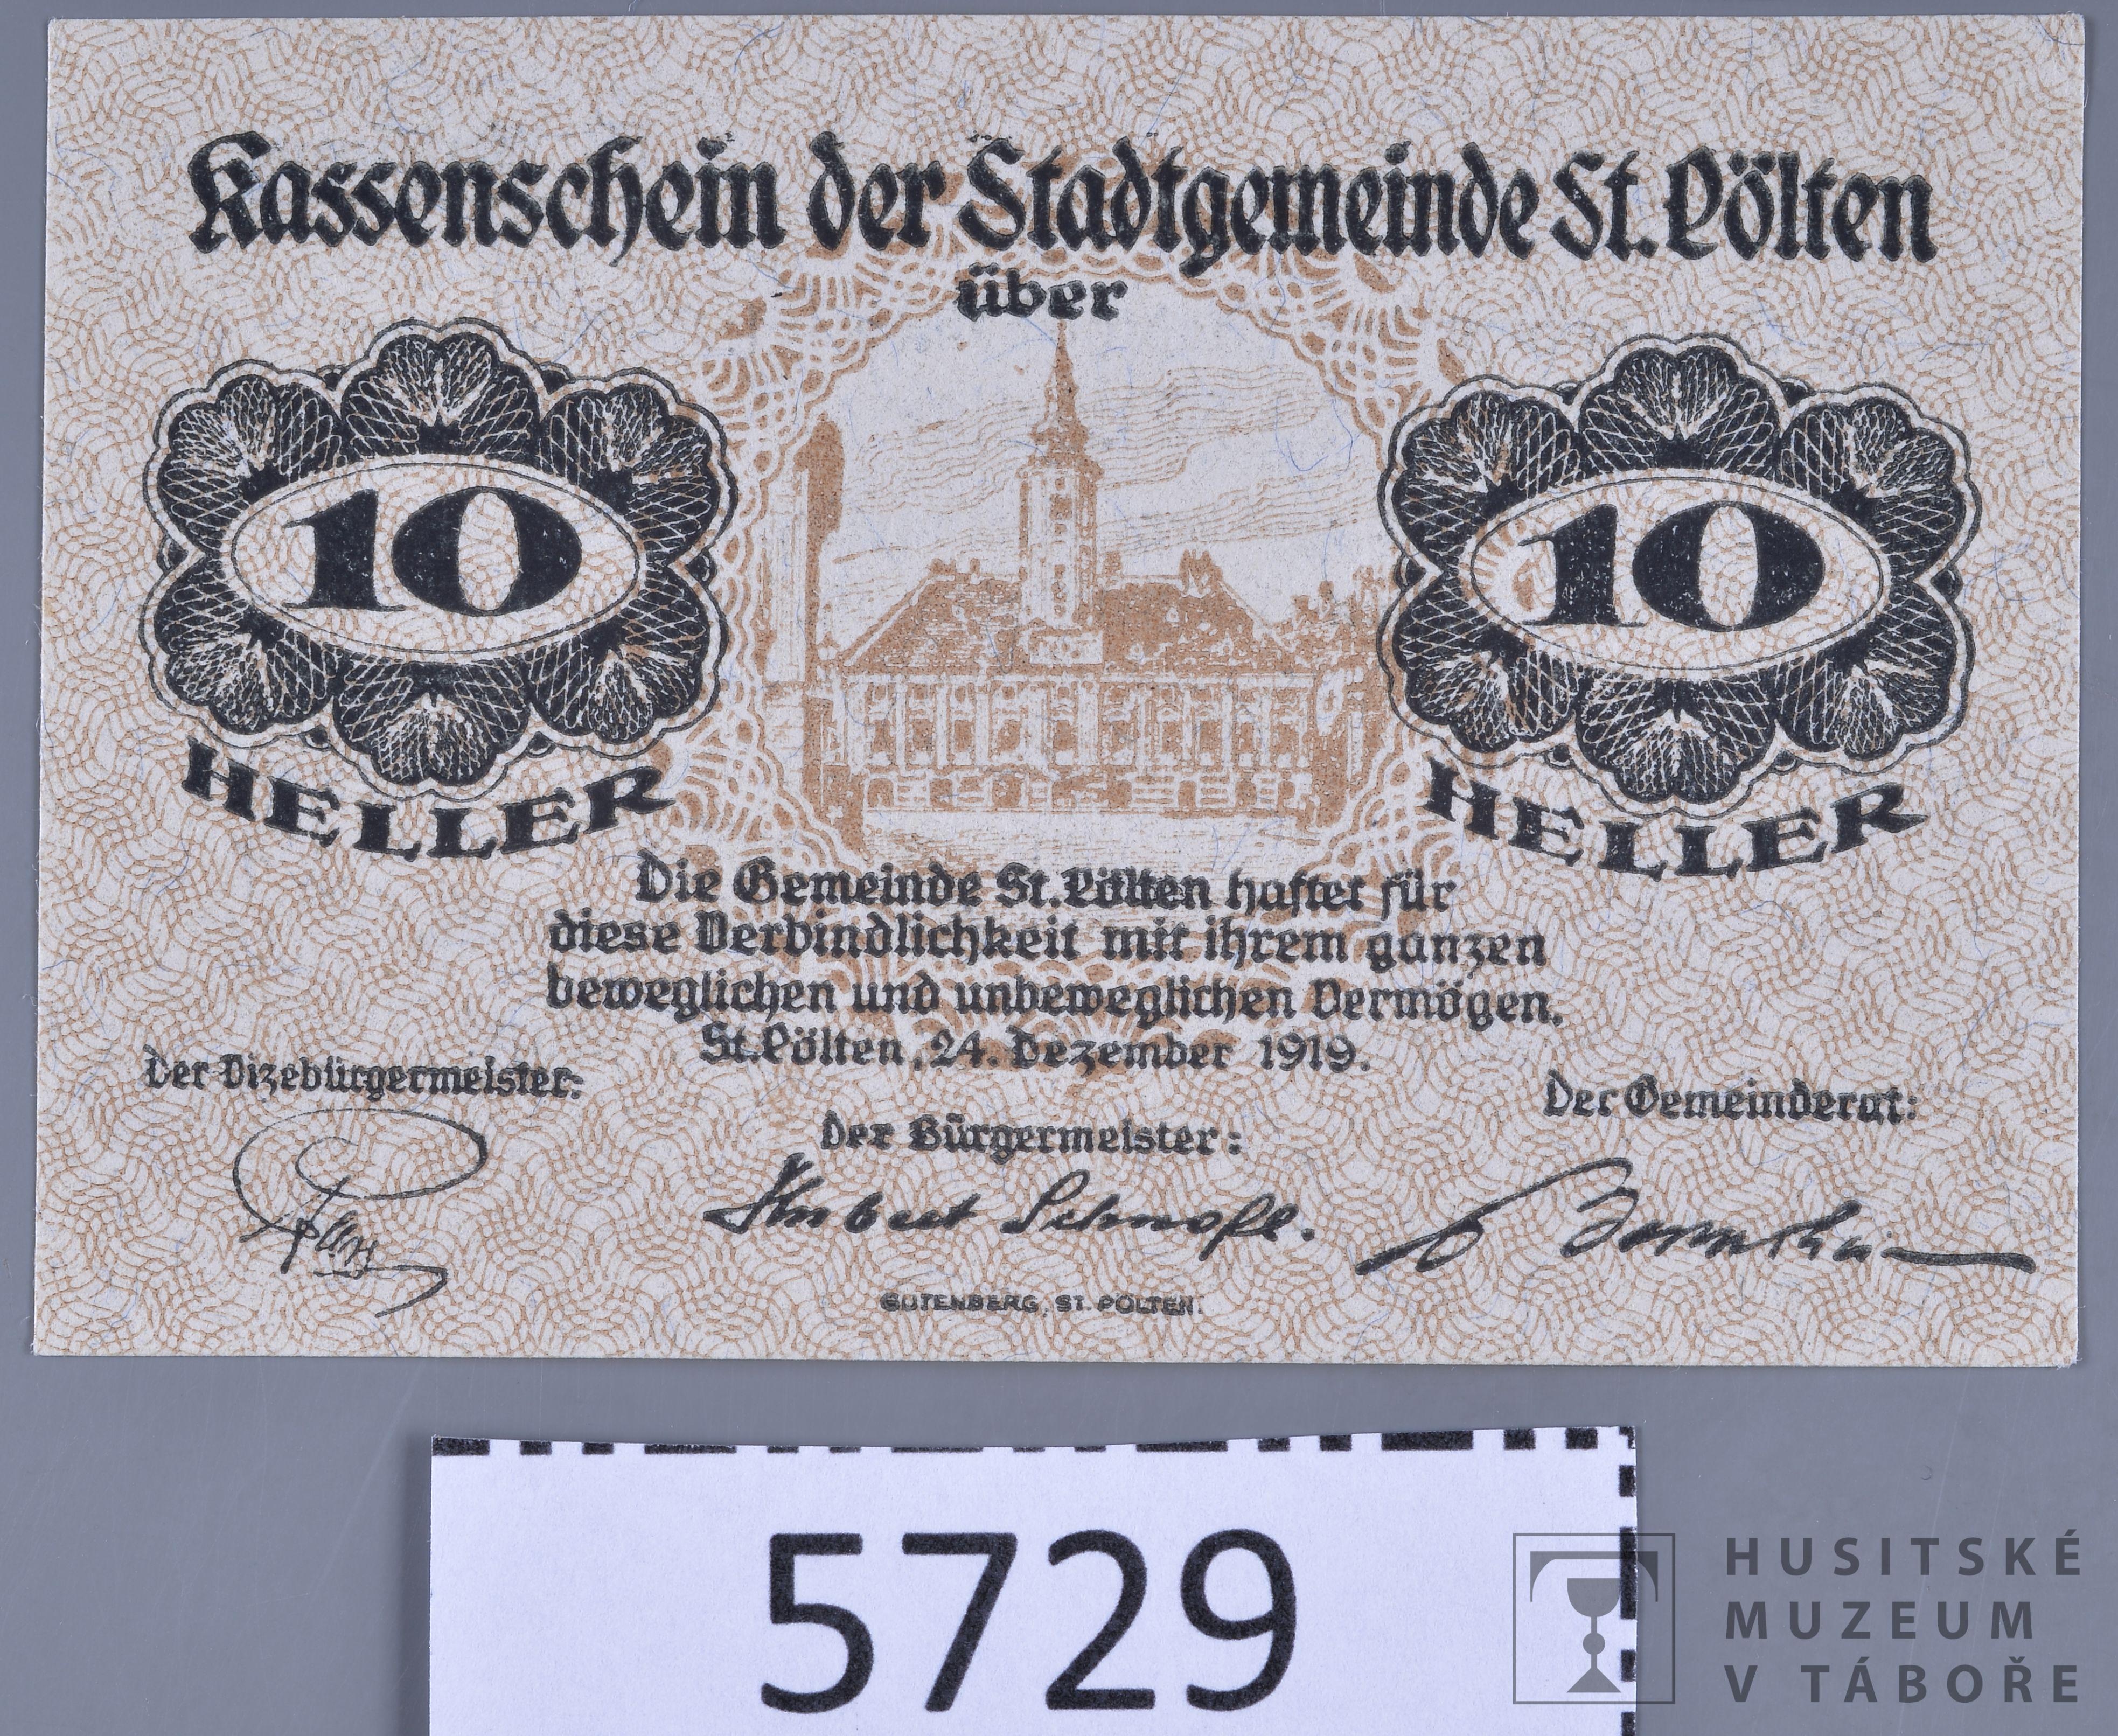 Kassenschein der Stadtgemeinde St. Pölten
über
10
HELLER
10
HELLER
Die Gemeinde St. Pölten haftet für
diese Verbindlichkeit mit ihrem ganzen
beweglichen und unbeweglichen Vermögen.
St. Pölten, 24. Dezember 1919.
Der Vizebürgermeister:
Der Bürgermeister:
Der Gemeinderat:
Hubert Schnofl.
GUTENBERG, ST. PÖLTEN.
5729
HUSITSKÉ
MUZEUM
V TÁBOŘE